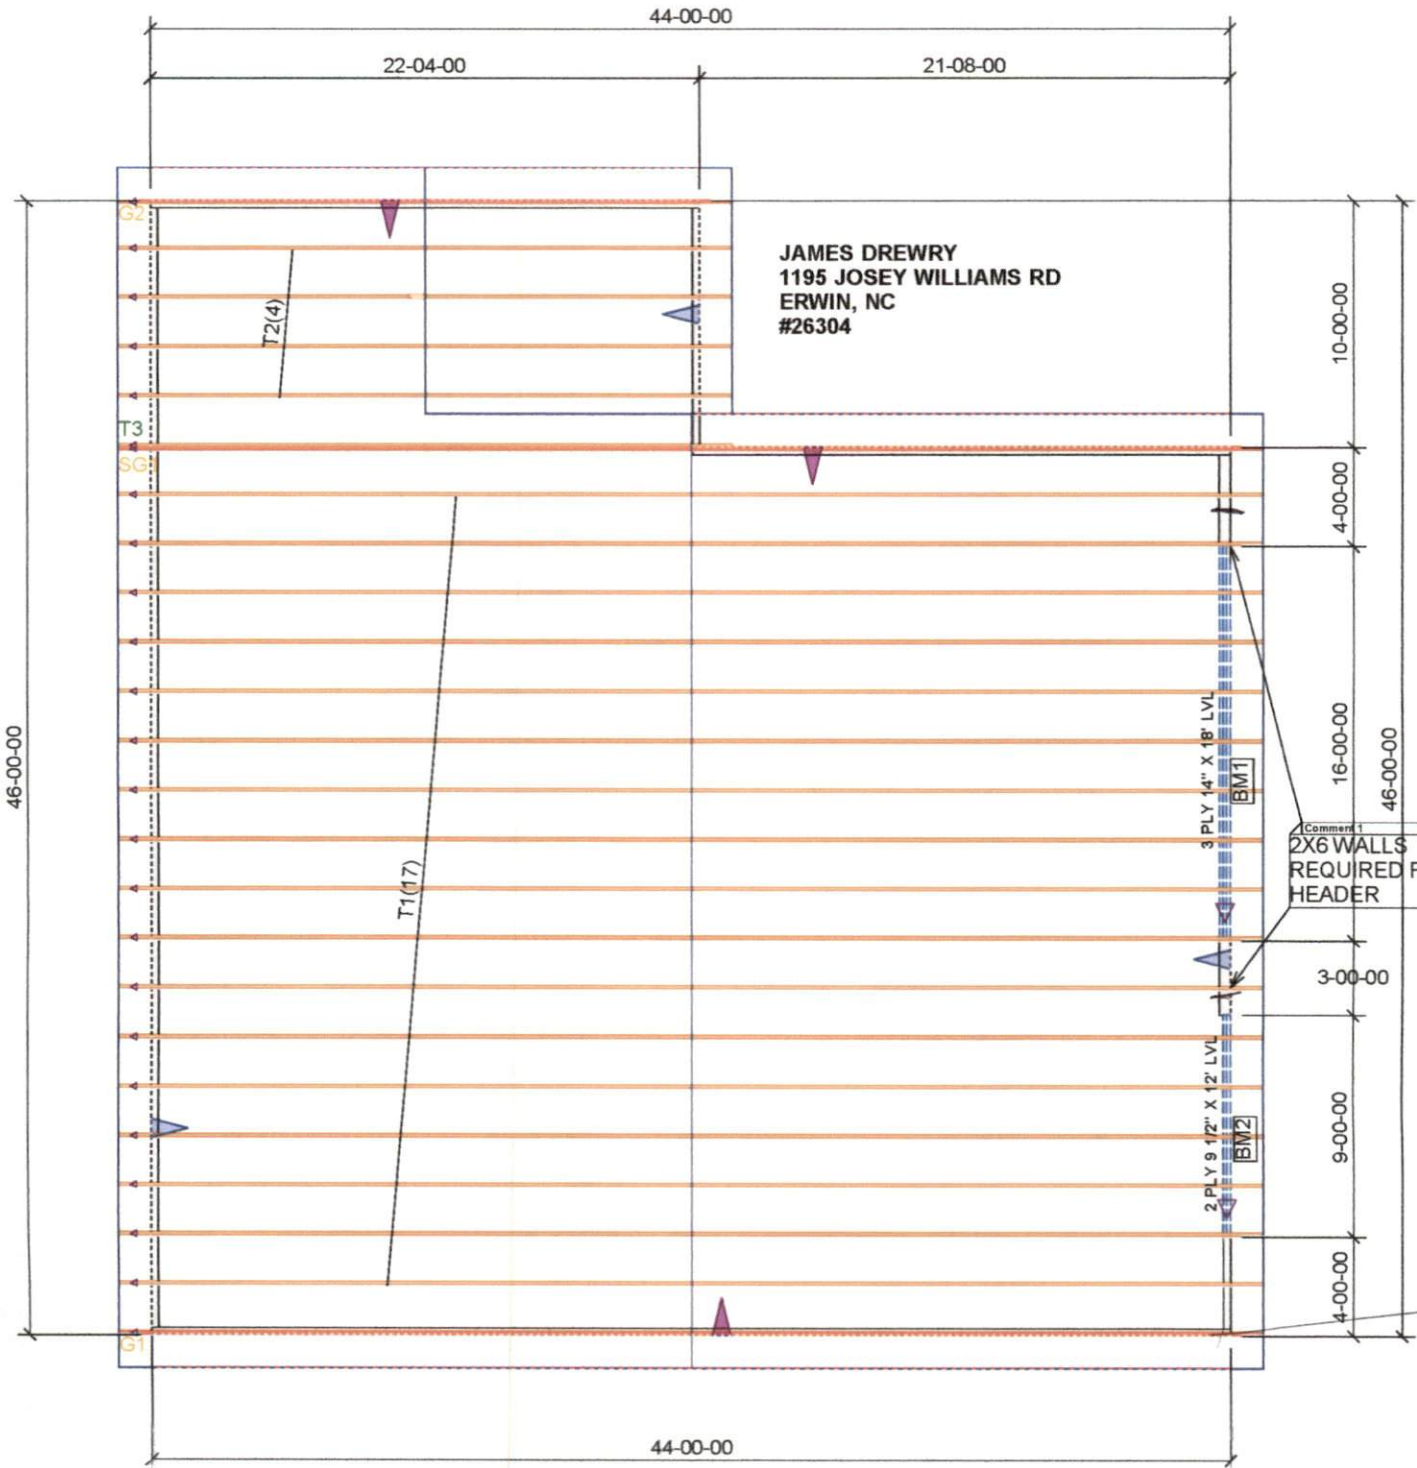 44-00-00
22-04-00
21-08-00
G2
JAMES DREWRY
1195 JOSEY WILLIAMS RD
ERWIN, NC
#26304
T2(4)
10-00-00
T3
SG1
4-00-00
46-00-00
3 PLY 14" X 18' LVL
BM1
16-00-00
46-00-00
Comment 1
2X6 WALLS
REQUIRED
HEADER
T1(17)
3-00-00
2 PLY 9 1/2" X 12' LVL
BM2
9-00-00
4-00-00
G1
44-00-00